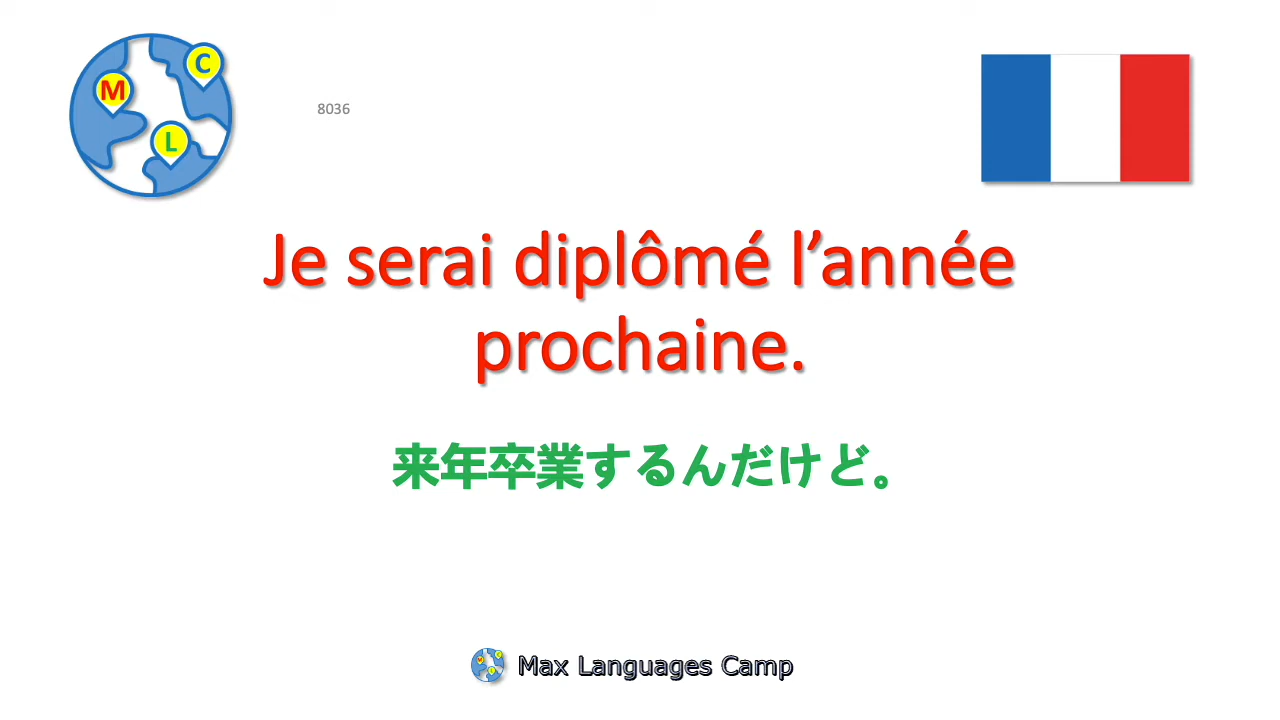 C
M
L
8036
Je serai diplômé l’année
prochaine.
来年卒業するんだけど。
Max Languages Camp